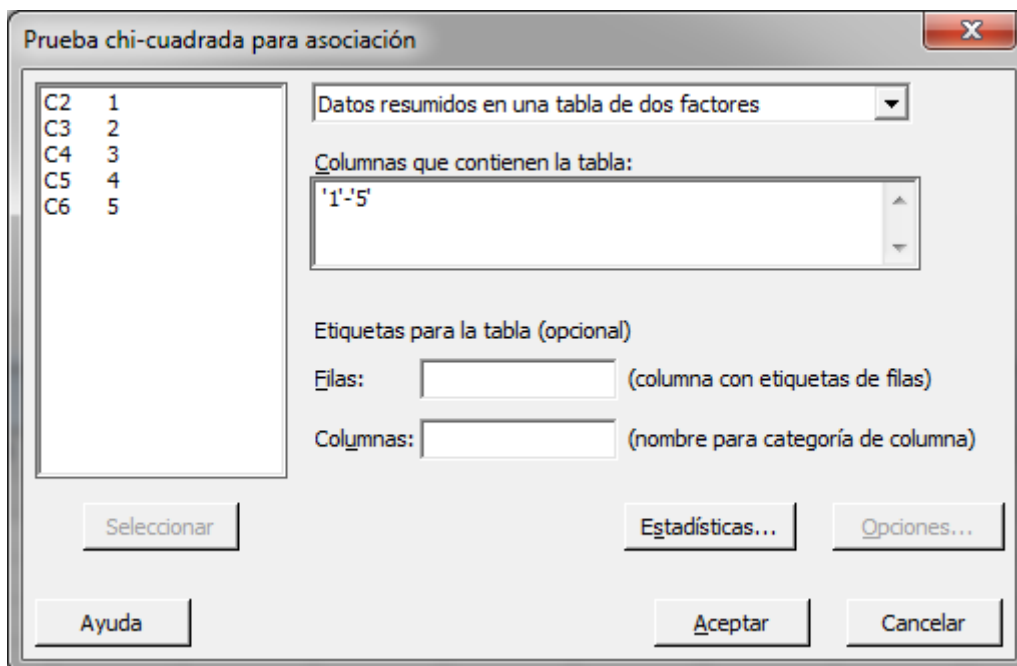 Prueba chi-cuadrada para asociación
C2 1
C3 2
C4 3
C5 4
C6 5
Datos resumidos en una tabla de dos factores
Columnas que contienen la tabla:
'1'-'5'
Etiquetas para la tabla (opcional)
Filas: (columna con etiquetas de filas)
Columnas: (nombre para categoría de columna)
Seleccionar
Estadísticas...
Opciones...
Ayuda
Aceptar
Cancelar